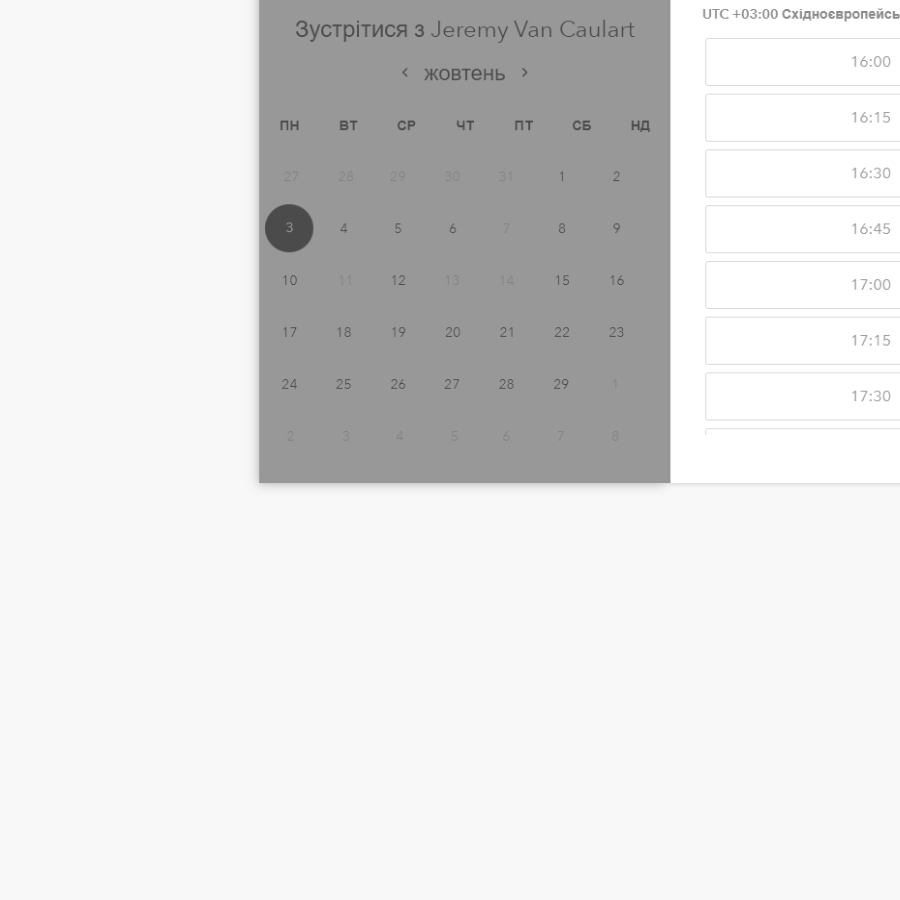 Зустрітися з Jeremy Van Caulart
‹ жовтень ›
ПН ВТ СР ЧТ ПТ СБ НД
27 28 29 30 31 1 2
3 4 5 6 7 8 9
10 11 12 13 14 15 16
17 18 19 20 21 22 23
24 25 26 27 28 29 1
2 3 4 5 6 7 8
UTC +03:00 Східноєвропейсь
16:00
16:15
16:30
16:45
17:00
17:15
17:30